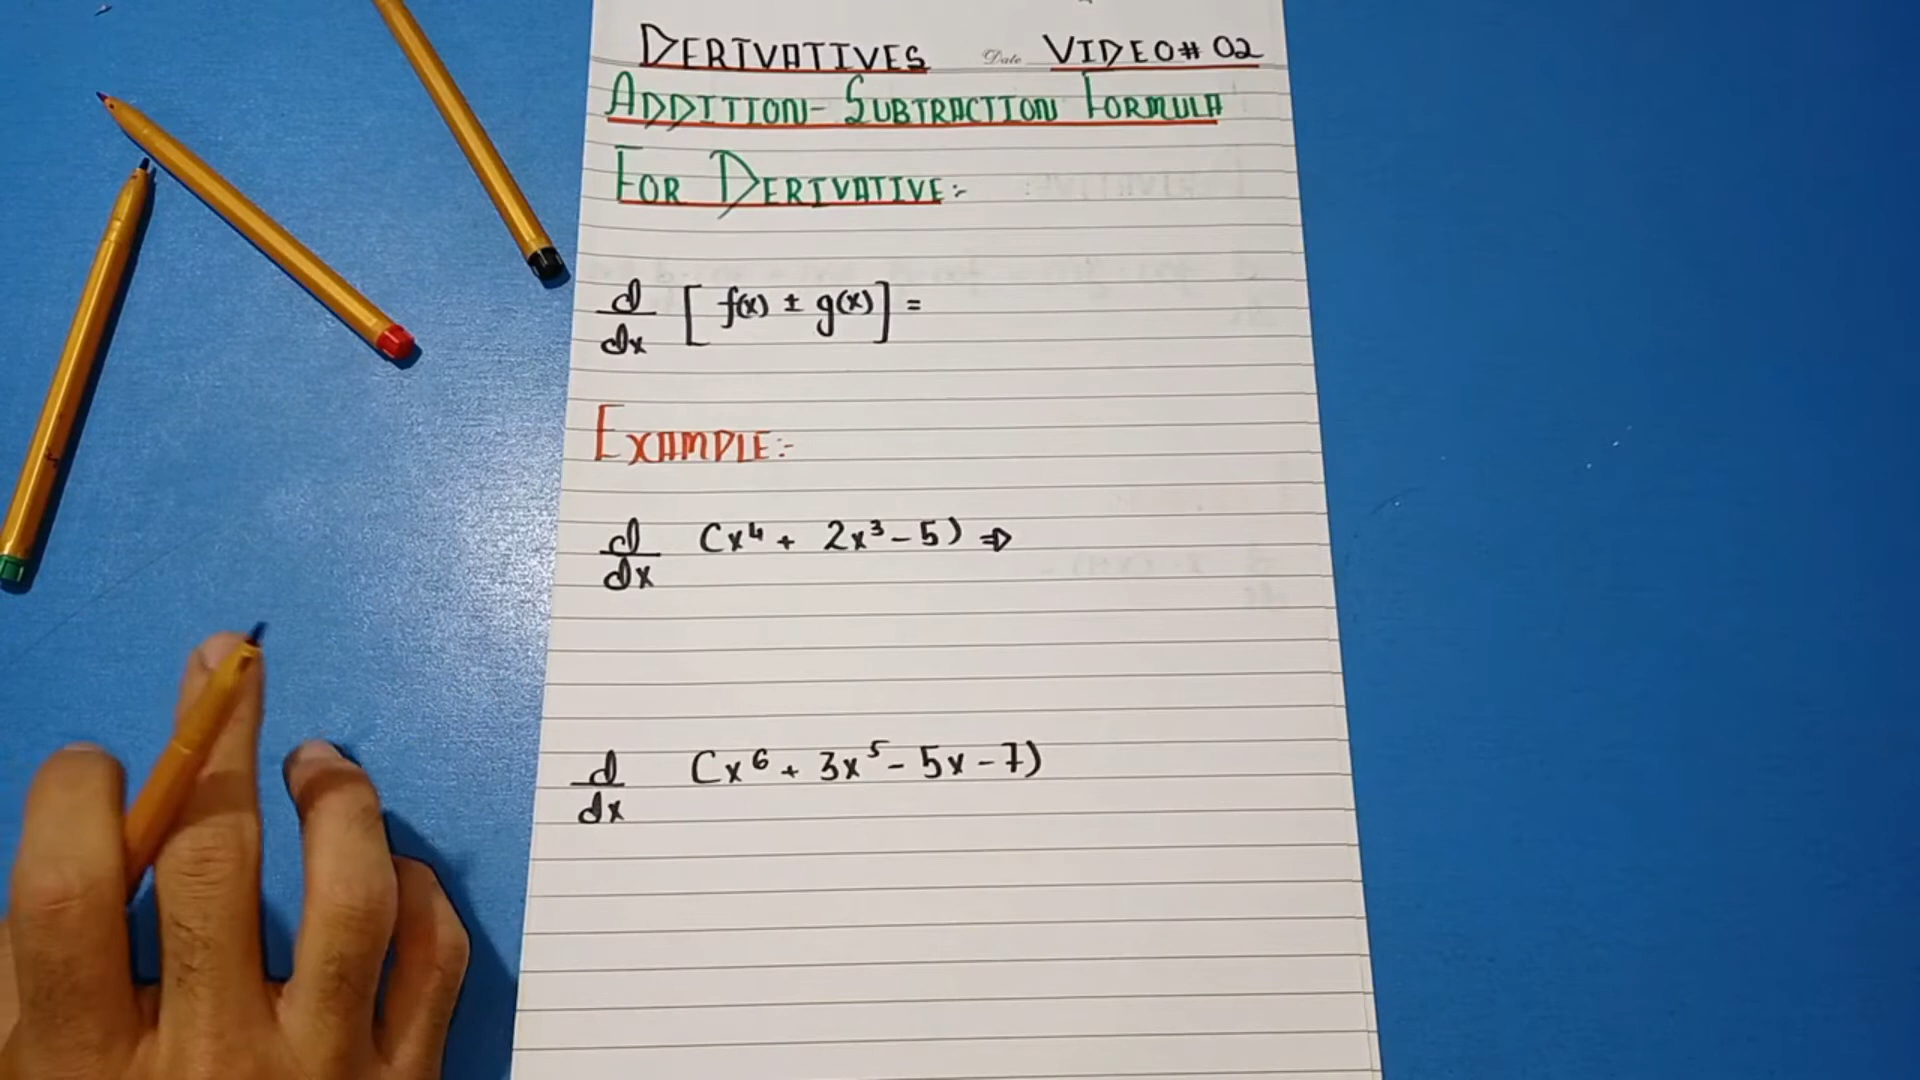 DERIVATIVES Date VIDEO# 02
ADDITION- SUBTRACTION FORMULA
FOR DERIVATIVE:-
d/dx [ f(x) ± g(x) ] =
EXAMPLE:-
d/dx (x⁴ + 2x³ - 5) ⇒
d/dx (x⁶ + 3x⁵ - 5x - 7)